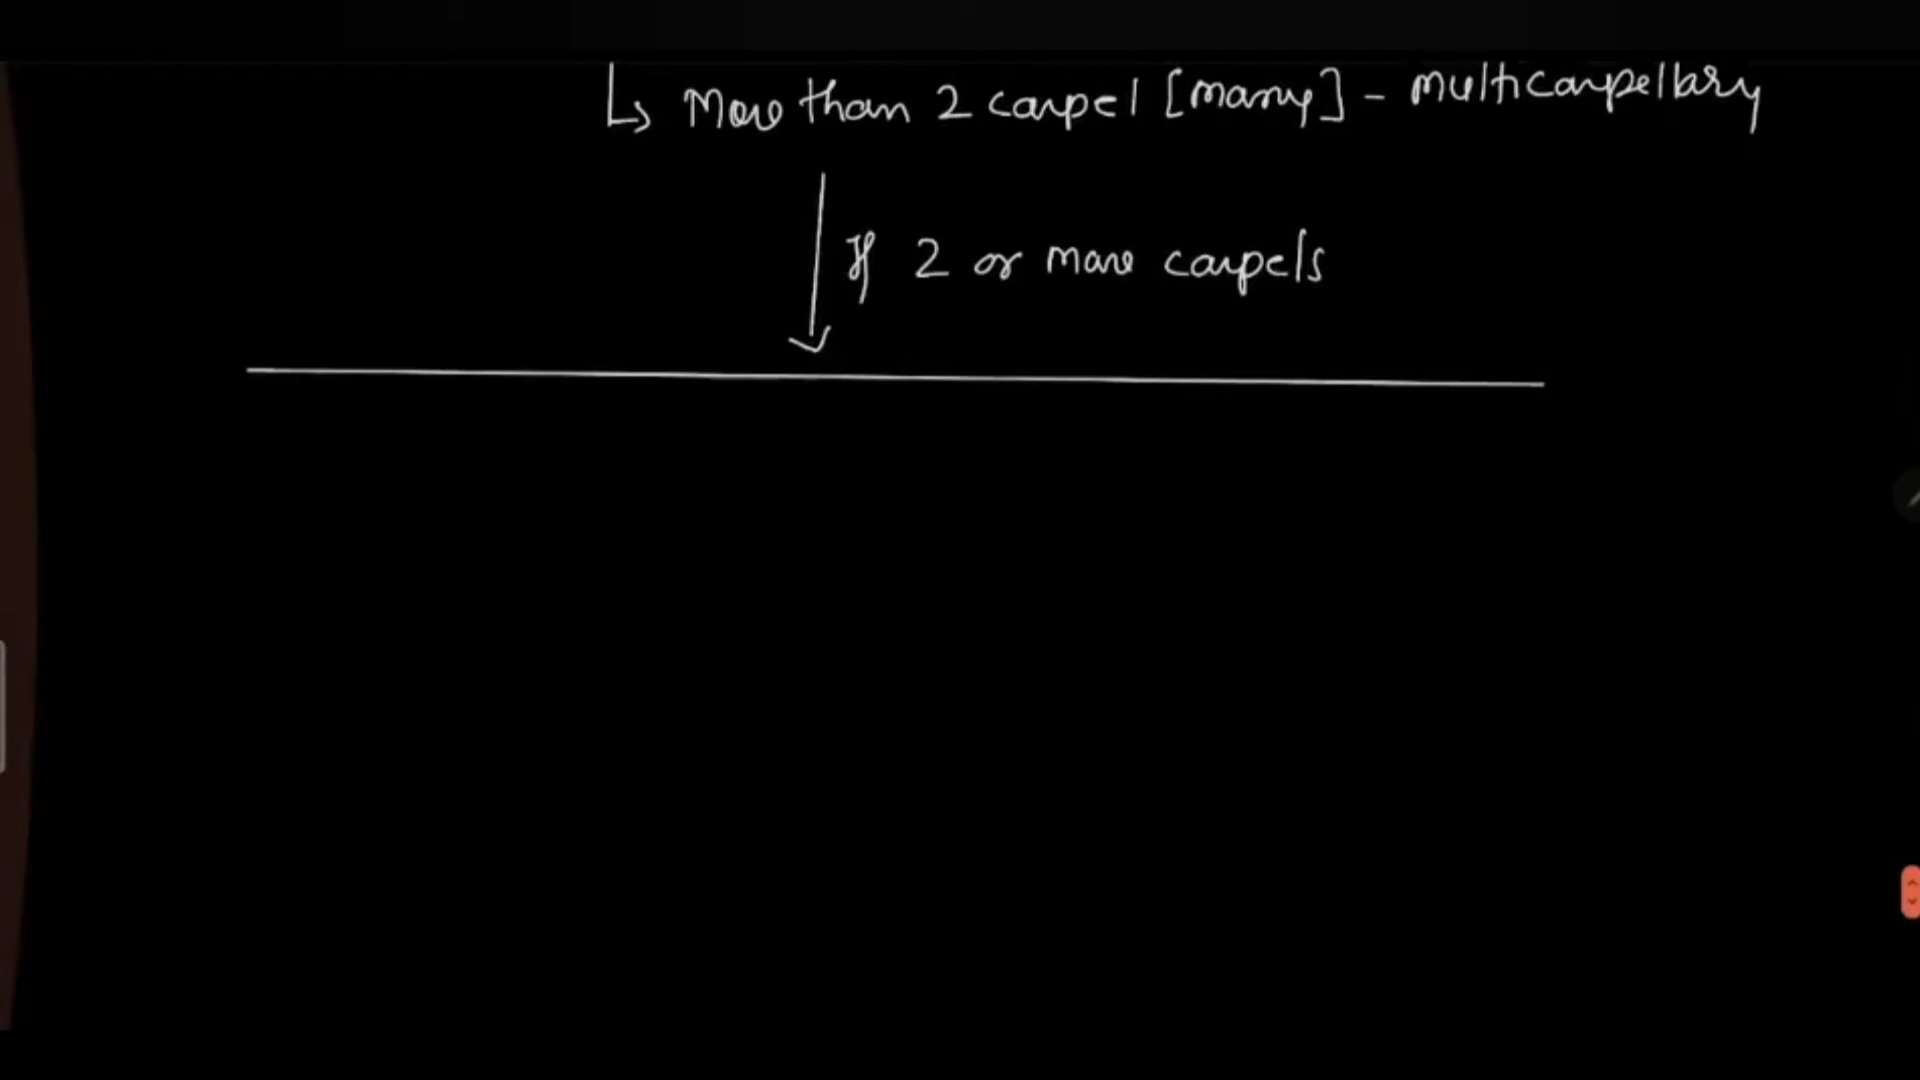 ↳ More than 2 carpel [many] - multicarpellary
If 2 or more carpels